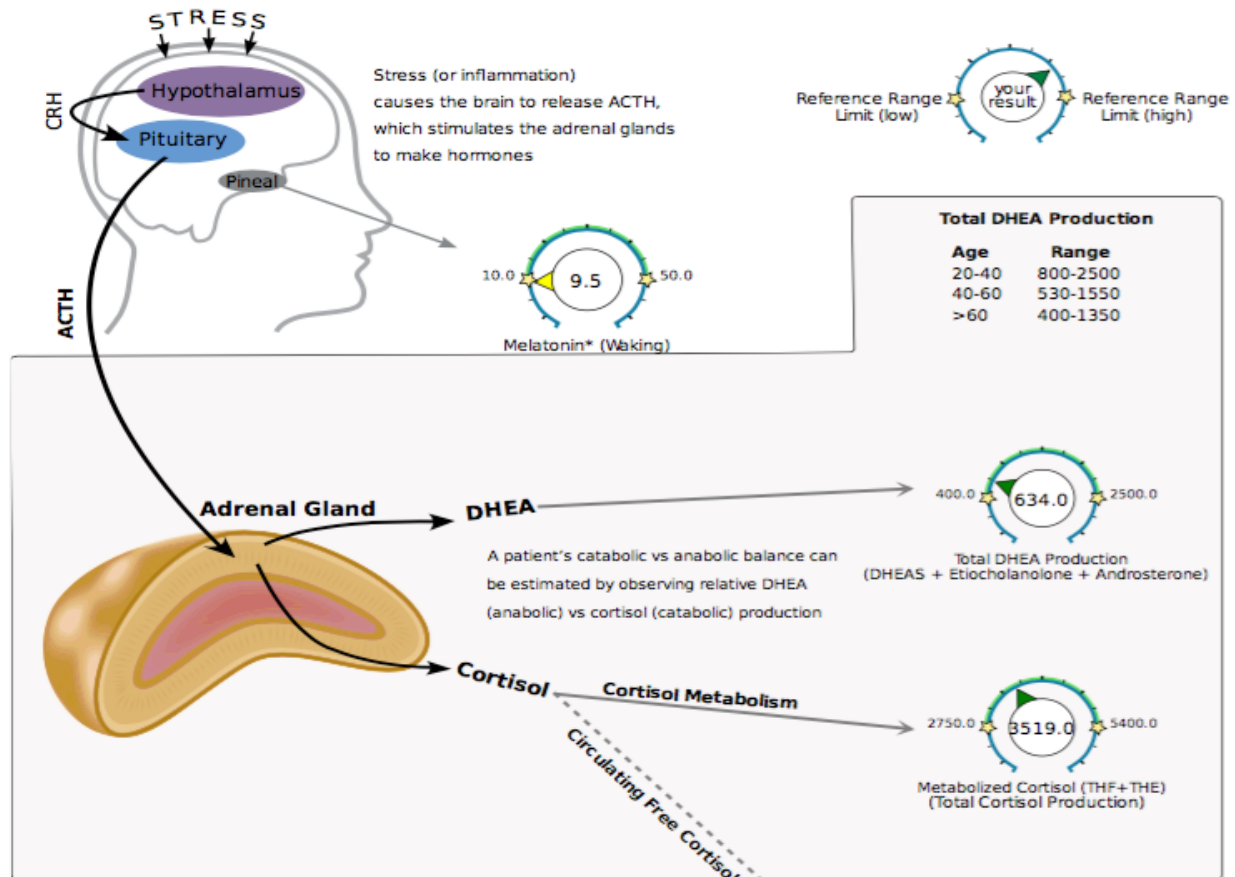 STRESS
Hypothalamus
CRH
Pituitary
Pineal
ACTH
Stress (or inflammation)
causes the brain to release ACTH,
which stimulates the adrenal glands
to make hormones
Reference Range
Limit (low)
your
result
Reference Range
Limit (high)
10.0
9.5
50.0
Melatonin* (Waking)
Total DHEA Production
Age Range
20-40 800-2500
40-60 530-1550
>60 400-1350
Adrenal Gland
DHEA
400.0
634.0
2500.0
Total DHEA Production
(DHEAS + Etiocholanolone + Androsterone)
A patient's catabolic vs anabolic balance can
be estimated by observing relative DHEA
(anabolic) vs cortisol (catabolic) production
Cortisol
Cortisol Metabolism
2750.0
3519.0
5400.0
Metabolized Cortisol (THF+THE)
(Total Cortisol Production)
Circulating Free Cortisol